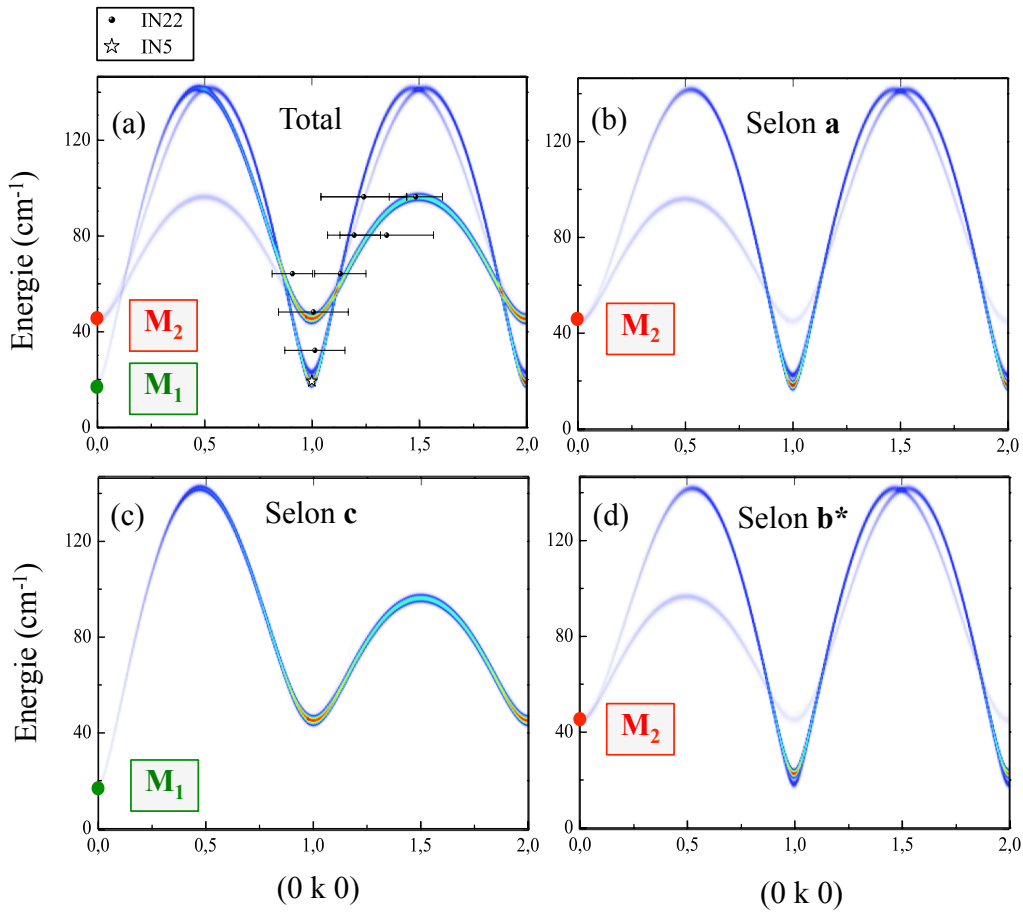 IN22
IN5
Energie (cm-1)
(a)
Total
M2
M1
0
40
80
120
0,0
0,5
1,0
1,5
2,0
(b)
Selon a
M2
0
40
80
120
0,0
0,5
1,0
1,5
2,0
Energie (cm-1)
(c)
Selon c
M1
0
40
80
120
0,0
0,5
1,0
1,5
2,0
(0 k 0)
(d)
Selon b*
M2
0
40
80
120
0,0
0,5
1,0
1,5
2,0
(0 k 0)